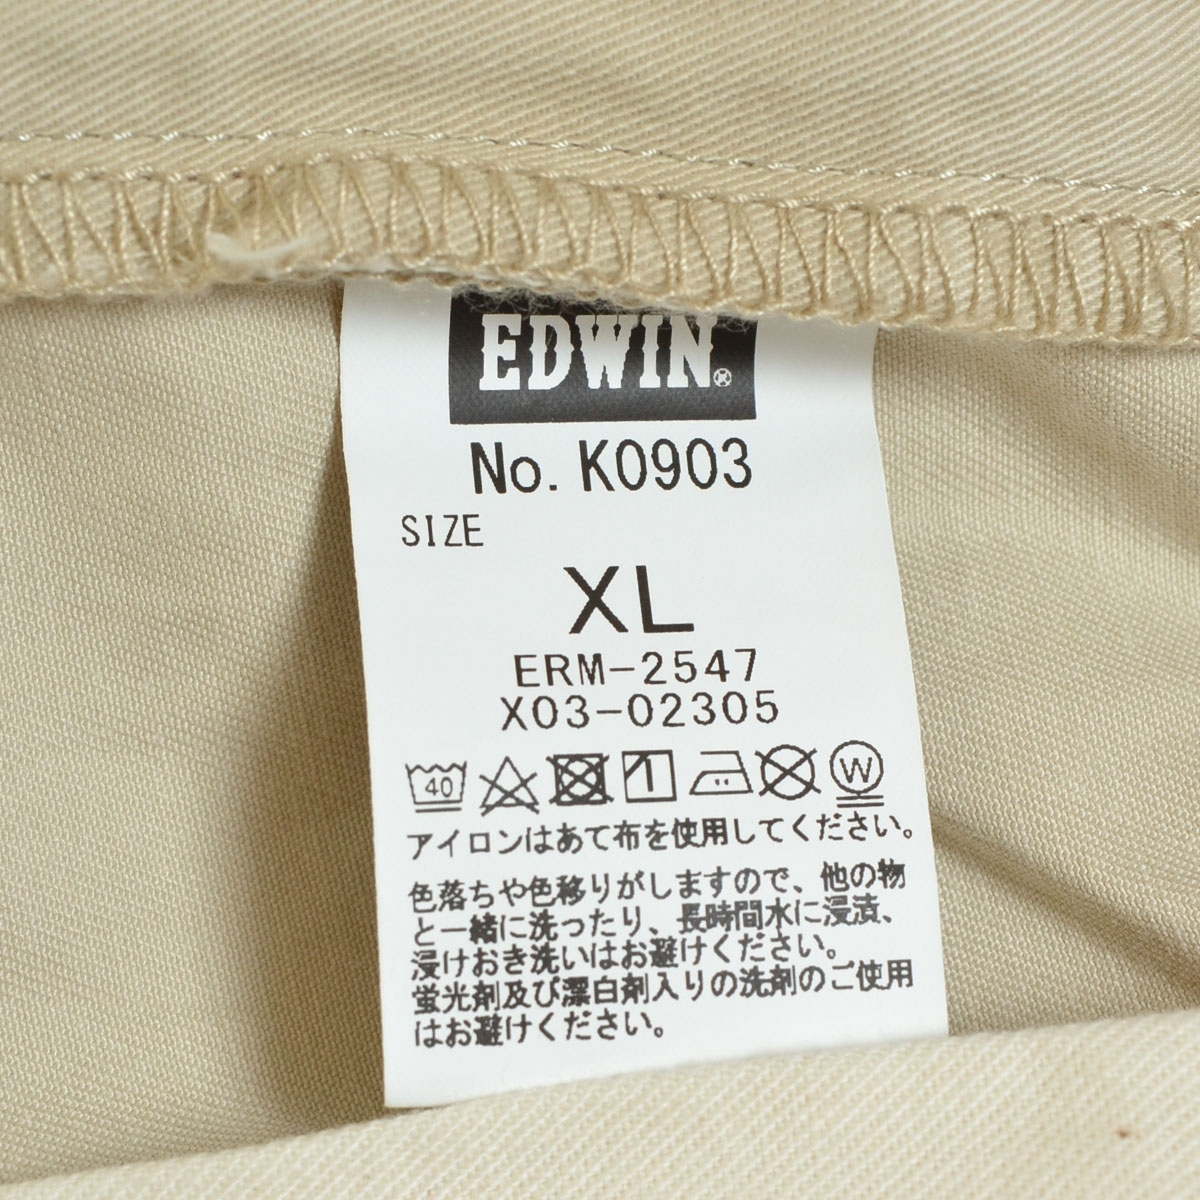 EDWIN®
No. K0903
SIZE
XL
ERM-2547
X03-02305
40 W
アイロンはあて布を使用してください。
色落ちや色移りがしますので、他の物
と一緒に洗ったり、長時間水に浸漬、
浸けおき洗いはお避けください。
蛍光剤及び漂白剤入りの洗剤のご使用
はお避けください。